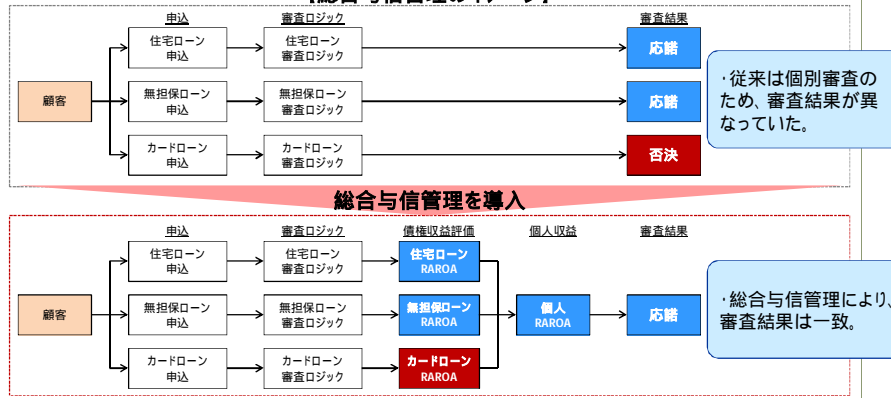 【総合与信管理のイメージ】
申込
審査ロジック
審査結果
住宅ローン
申込
住宅ローン
審査ロジック
応諾
顧客
無担保ローン
申込
無担保ローン
審査ロジック
応諾
カードローン
申込
カードローン
審査ロジック
否決
・従来は個別審査の
ため、審査結果が異
なっていた。
総合与信管理を導入
申込
審査ロジック
債権収益評価
個人収益
審査結果
住宅ローン
申込
住宅ローン
審査ロジック
住宅ローン
RAROA
顧客
無担保ローン
申込
無担保ローン
審査ロジック
無担保ローン
RAROA
個人
RAROA
応諾
カードローン
申込
カードローン
審査ロジック
カードローン
RAROA
・総合与信管理により、
審査結果は一致。